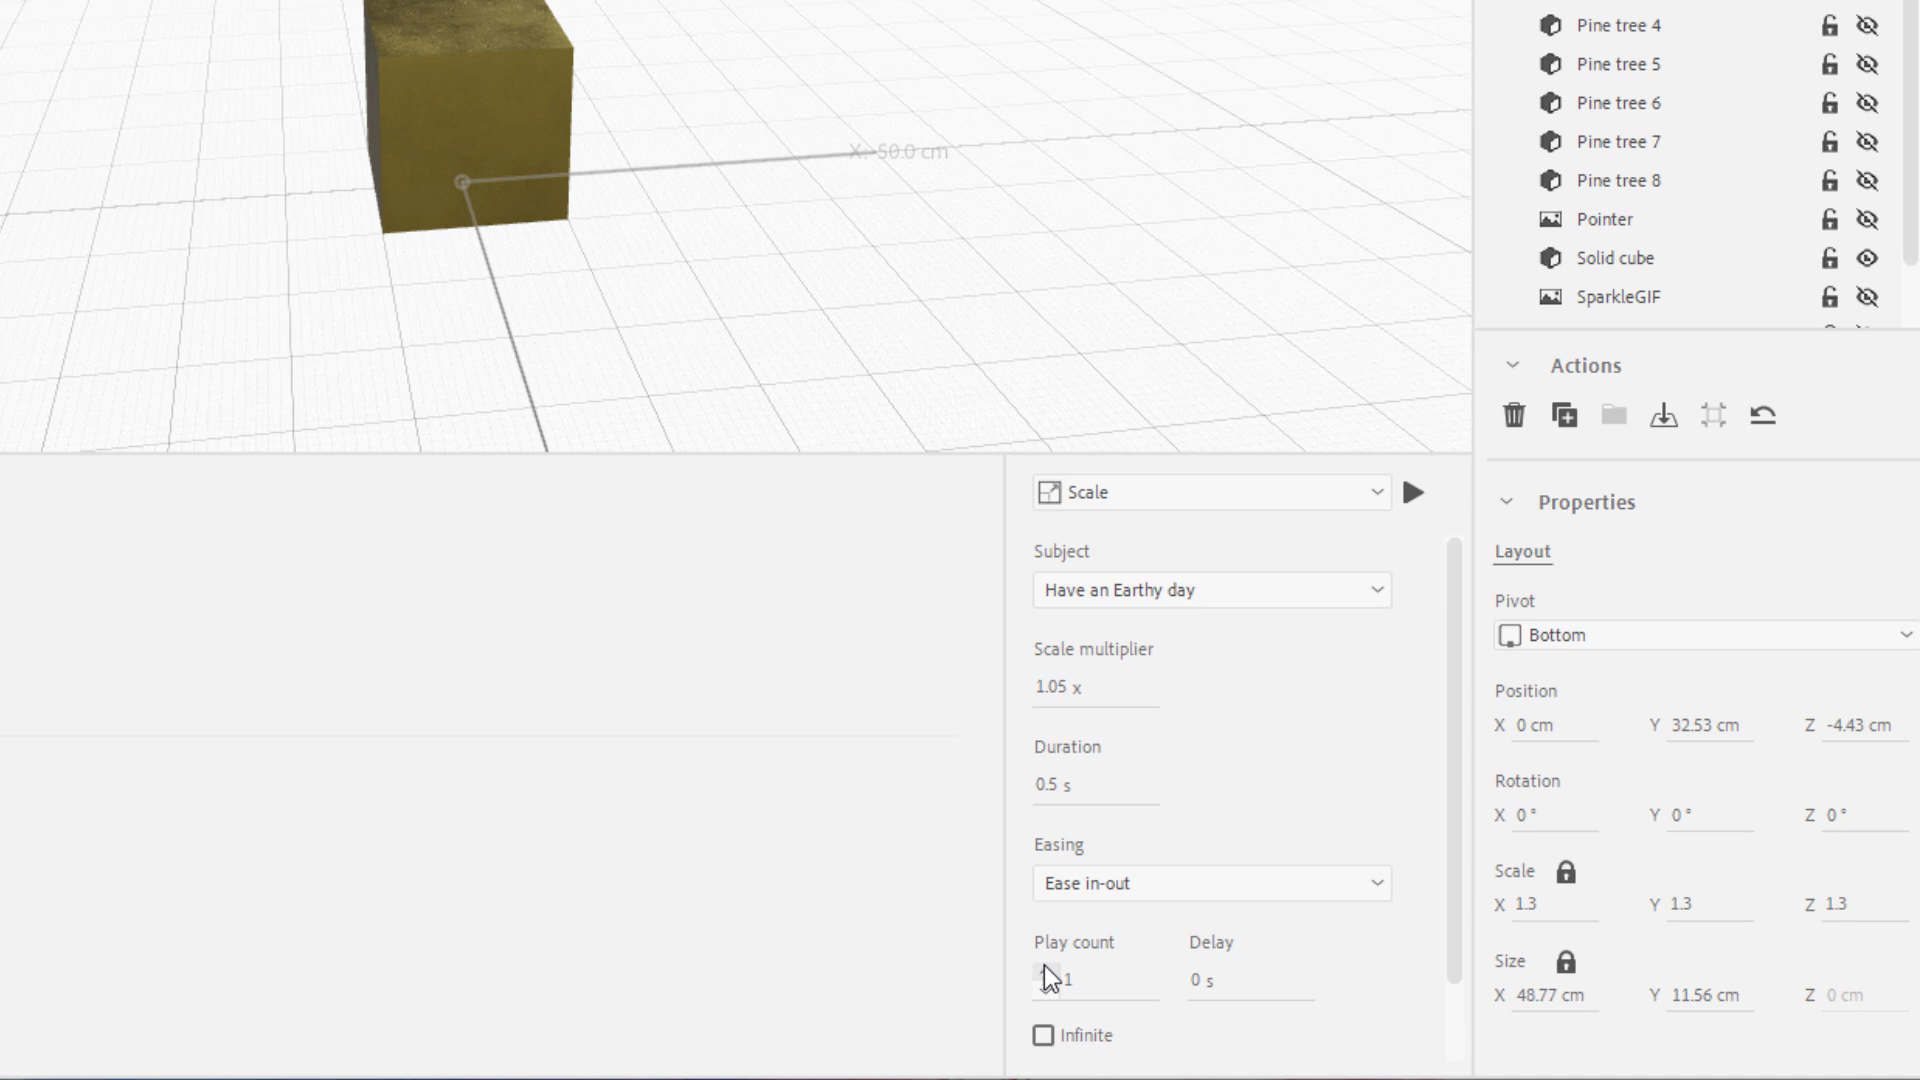 Pine tree 4
Pine tree 5
Pine tree 6
Pine tree 7
Pine tree 8
Pointer
Solid cube
SparkleGIF
X: -50.0 cm
Actions
Scale
Subject
Have an Earthy day
Scale multiplier
1.05 x
Duration
0.5 s
Easing
Ease in-out
Play count Delay
1 0 s
Infinite
Properties
Layout
Pivot
Bottom
Position
X 0 cm Y 32.53 cm Z -4.43 cm
Rotation
X 0 ° Y 0 ° Z 0 °
Scale
X 1.3 Y 1.3 Z 1.3
Size
X 48.77 cm Y 11.56 cm Z 0 cm